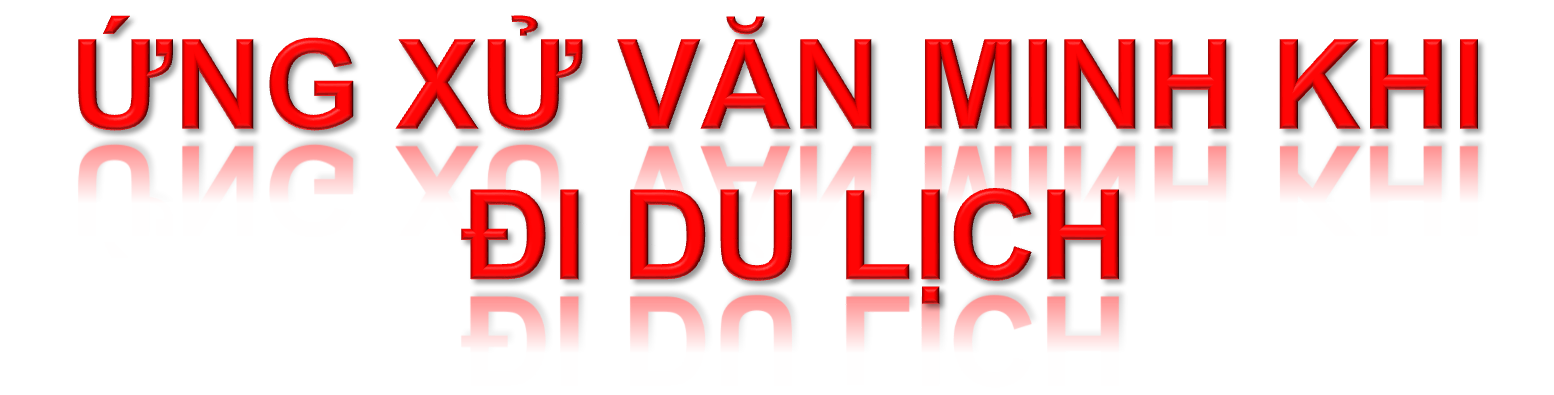 ỨNG XỬ VĂN MINH KHI
ĐI DU LỊCH